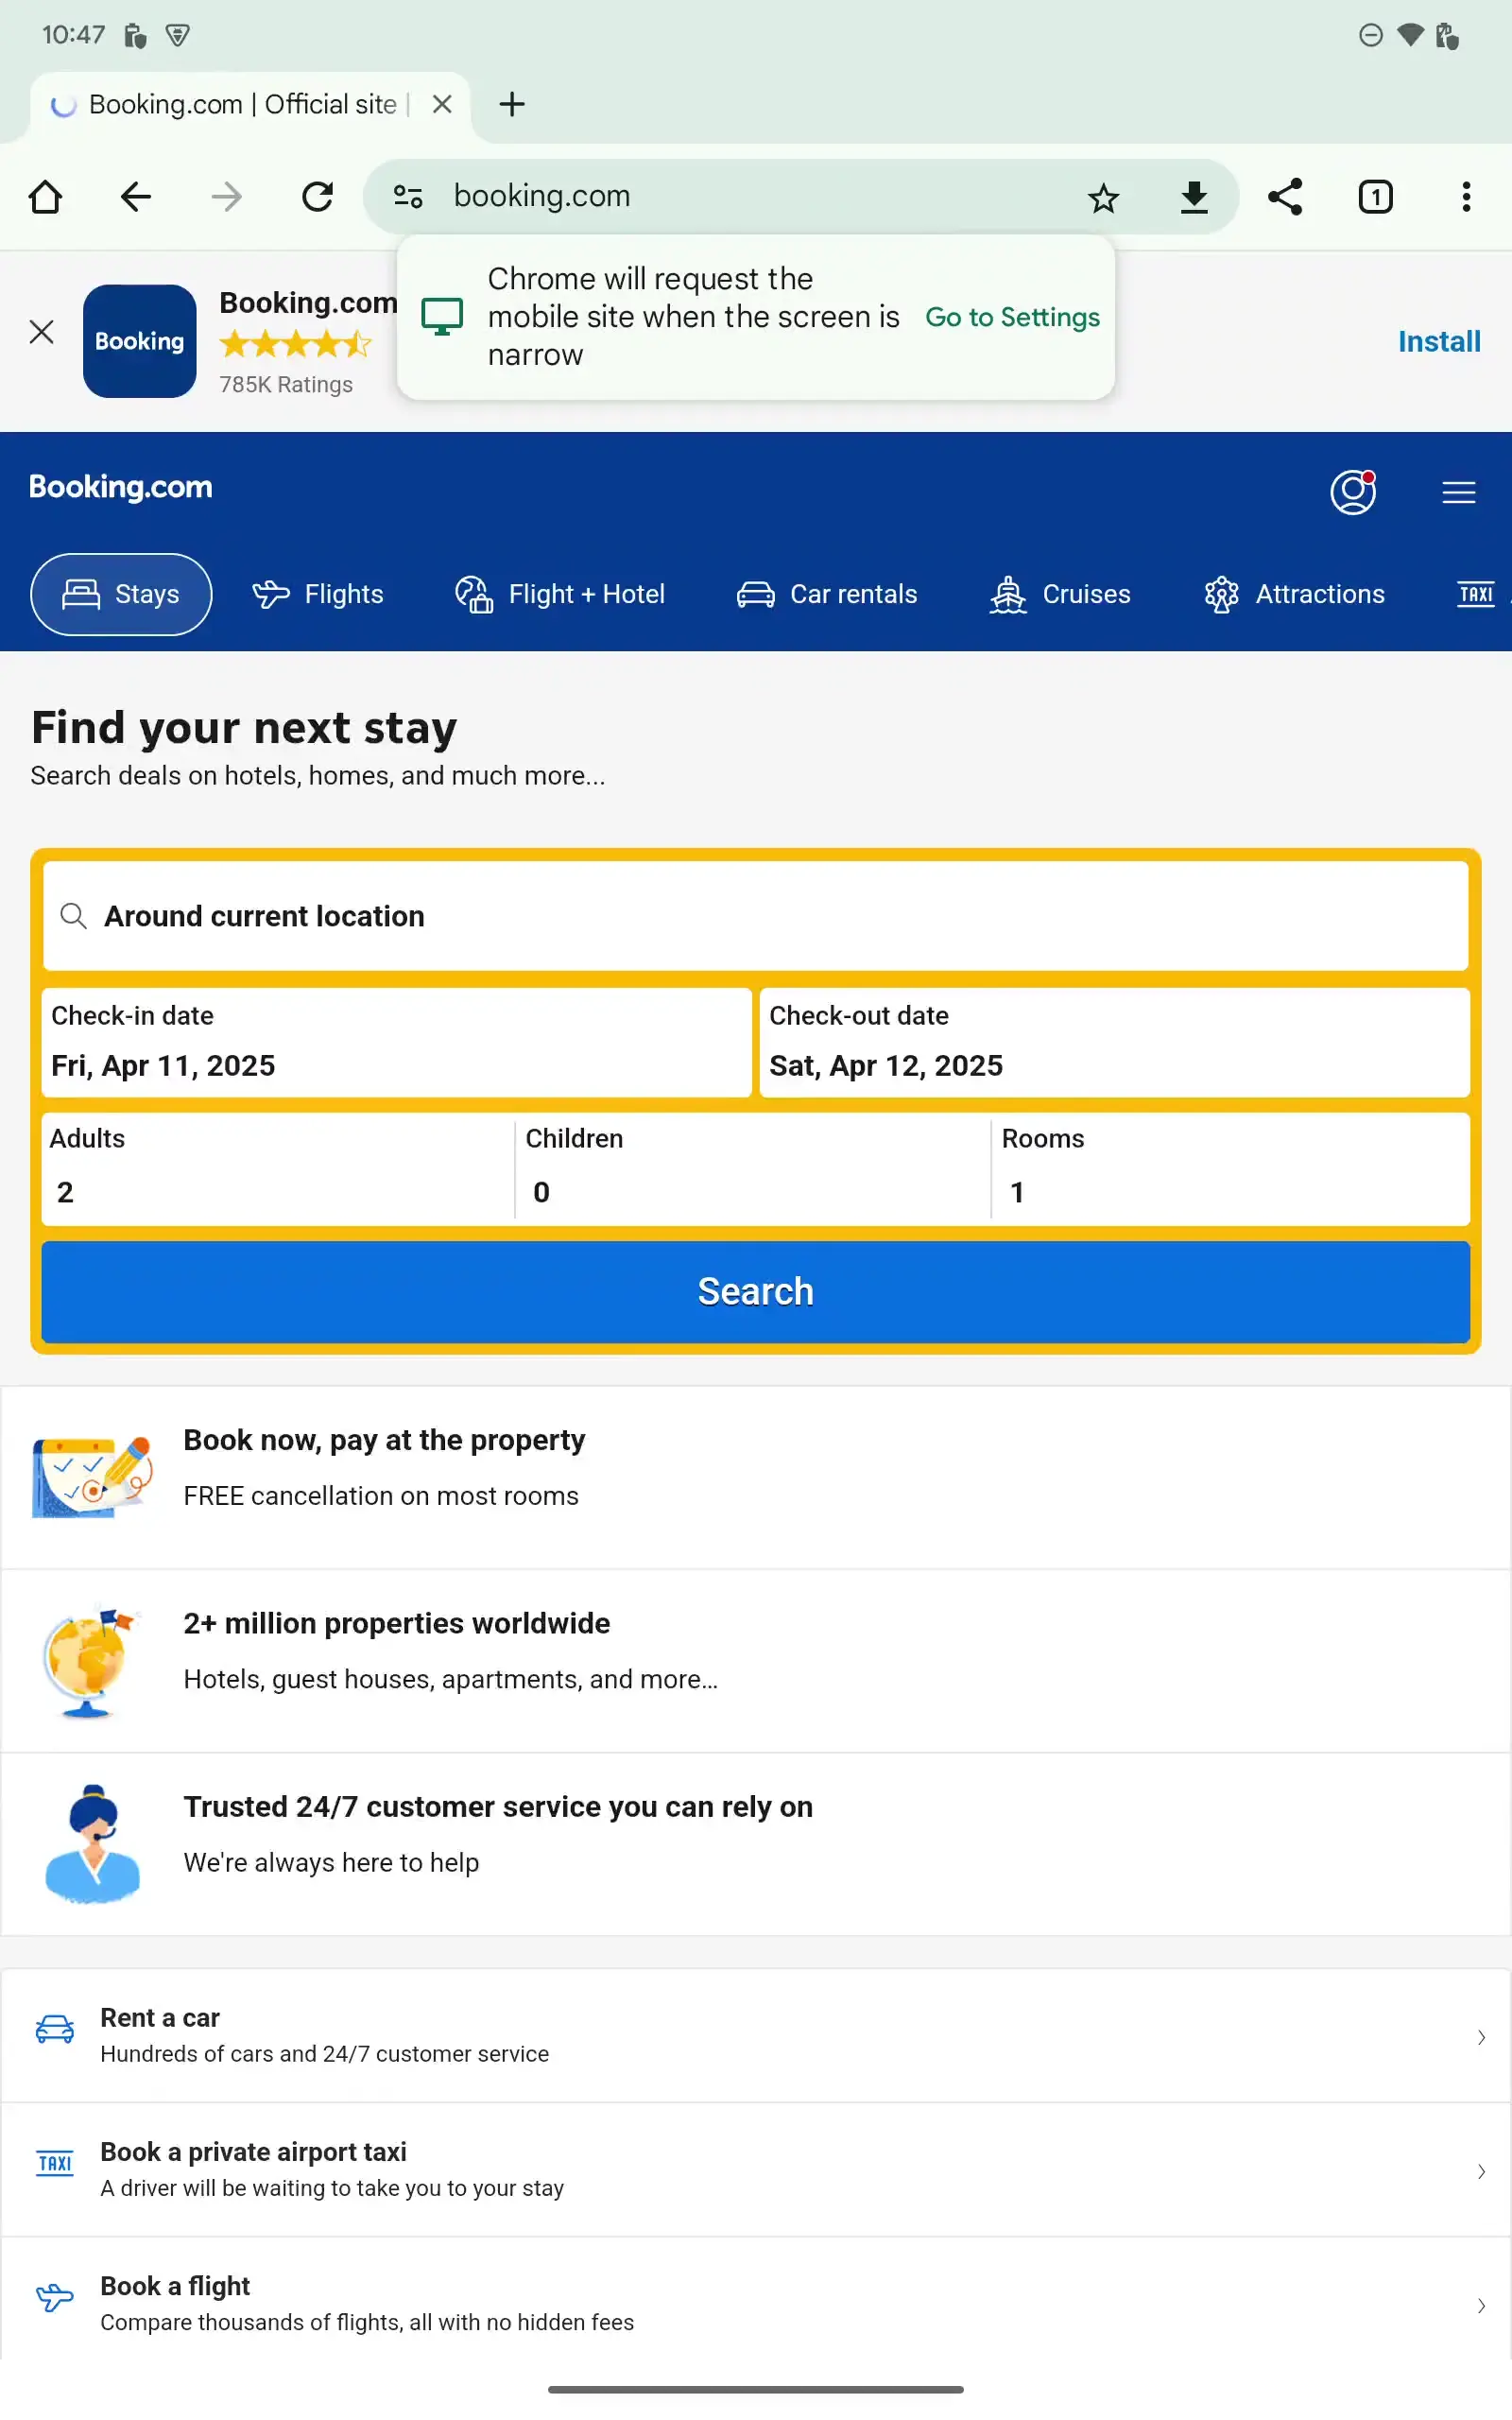 10:47
Booking.com | Official site |
booking.com
1
Chrome will request the
mobile site when the screen is
narrow
Go to Settings
Booking
Booking.com
785K Ratings
Install
Booking.com
Stays
Flights
Flight + Hotel
Car rentals
Cruises
Attractions
TAXI
Find your next stay
Search deals on hotels, homes, and much more...
Around current location
Check-in date
Fri, Apr 11, 2025
Check-out date
Sat, Apr 12, 2025
Adults
2
Children
0
Rooms
1
Search
Book now, pay at the property
FREE cancellation on most rooms
2+ million properties worldwide
Hotels, guest houses, apartments, and more…
Trusted 24/7 customer service you can rely on
We're always here to help
Rent a car
Hundreds of cars and 24/7 customer service
TAXI
Book a private airport taxi
A driver will be waiting to take you to your stay
Book a flight
Compare thousands of flights, all with no hidden fees